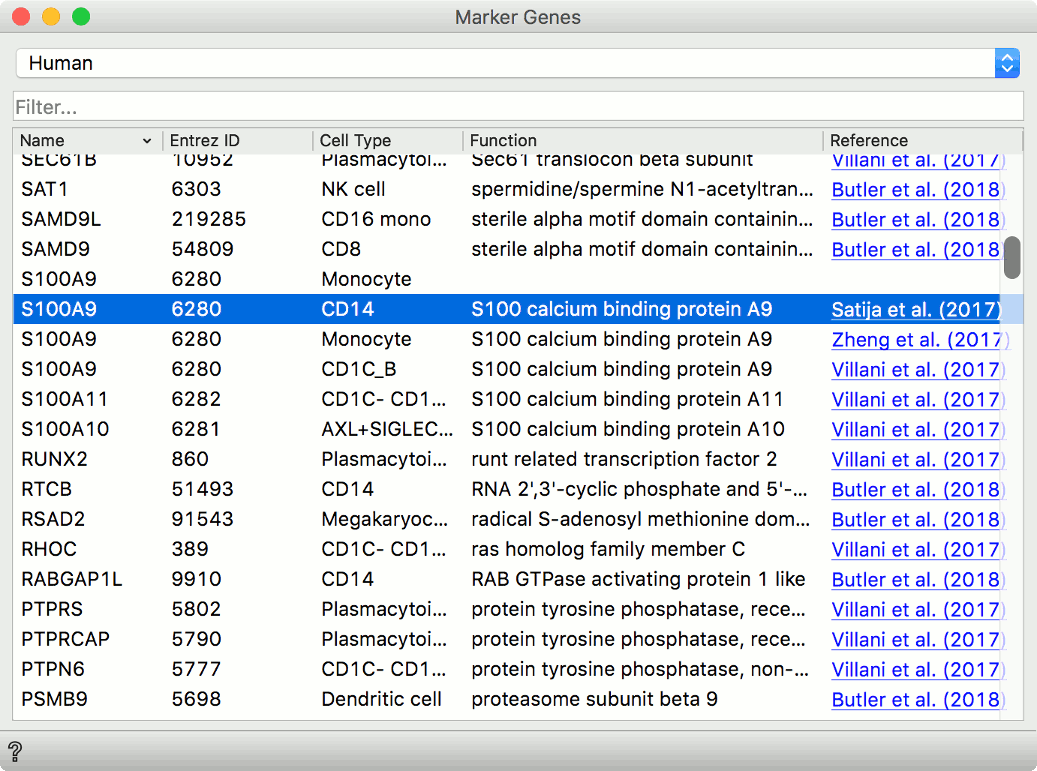 Marker Genes
Human
Filter...
Name Entrez ID Cell Type Function Reference
SEC61B 10952 Plasmacytoi... Sec61 translocon beta subunit Villani et al. (2017)
SAT1 6303 NK cell spermidine/spermine N1-acetyltran... Butler et al. (2018)
SAMD9L 219285 CD16 mono sterile alpha motif domain containin... Butler et al. (2018)
SAMD9 54809 CD8 sterile alpha motif domain containin... Butler et al. (2018)
S100A9 6280 Monocyte
S100A9 6280 CD14 S100 calcium binding protein A9 Satija et al. (2017)
S100A9 6280 Monocyte S100 calcium binding protein A9 Zheng et al. (2017)
S100A9 6280 CD1C_B S100 calcium binding protein A9 Villani et al. (2017)
S100A11 6282 CD1C- CD1... S100 calcium binding protein A11 Villani et al. (2017)
S100A10 6281 AXL+SIGLEC... S100 calcium binding protein A10 Villani et al. (2017)
RUNX2 860 Plasmacytoi... runt related transcription factor 2 Villani et al. (2017)
RTCB 51493 CD14 RNA 2',3'-cyclic phosphate and 5'-... Butler et al. (2018)
RSAD2 91543 Megakaryoc... radical S-adenosyl methionine dom... Butler et al. (2018)
RHOC 389 CD1C- CD1... ras homolog family member C Villani et al. (2017)
RABGAP1L 9910 CD14 RAB GTPase activating protein 1 like Butler et al. (2018)
PTPRS 5802 Plasmacytoi... protein tyrosine phosphatase, rece... Villani et al. (2017)
PTPRCAP 5790 Plasmacytoi... protein tyrosine phosphatase, rece... Villani et al. (2017)
PTPN6 5777 CD1C- CD1... protein tyrosine phosphatase, non-... Villani et al. (2017)
PSMB9 5698 Dendritic cell proteasome subunit beta 9 Butler et al. (2018)
?